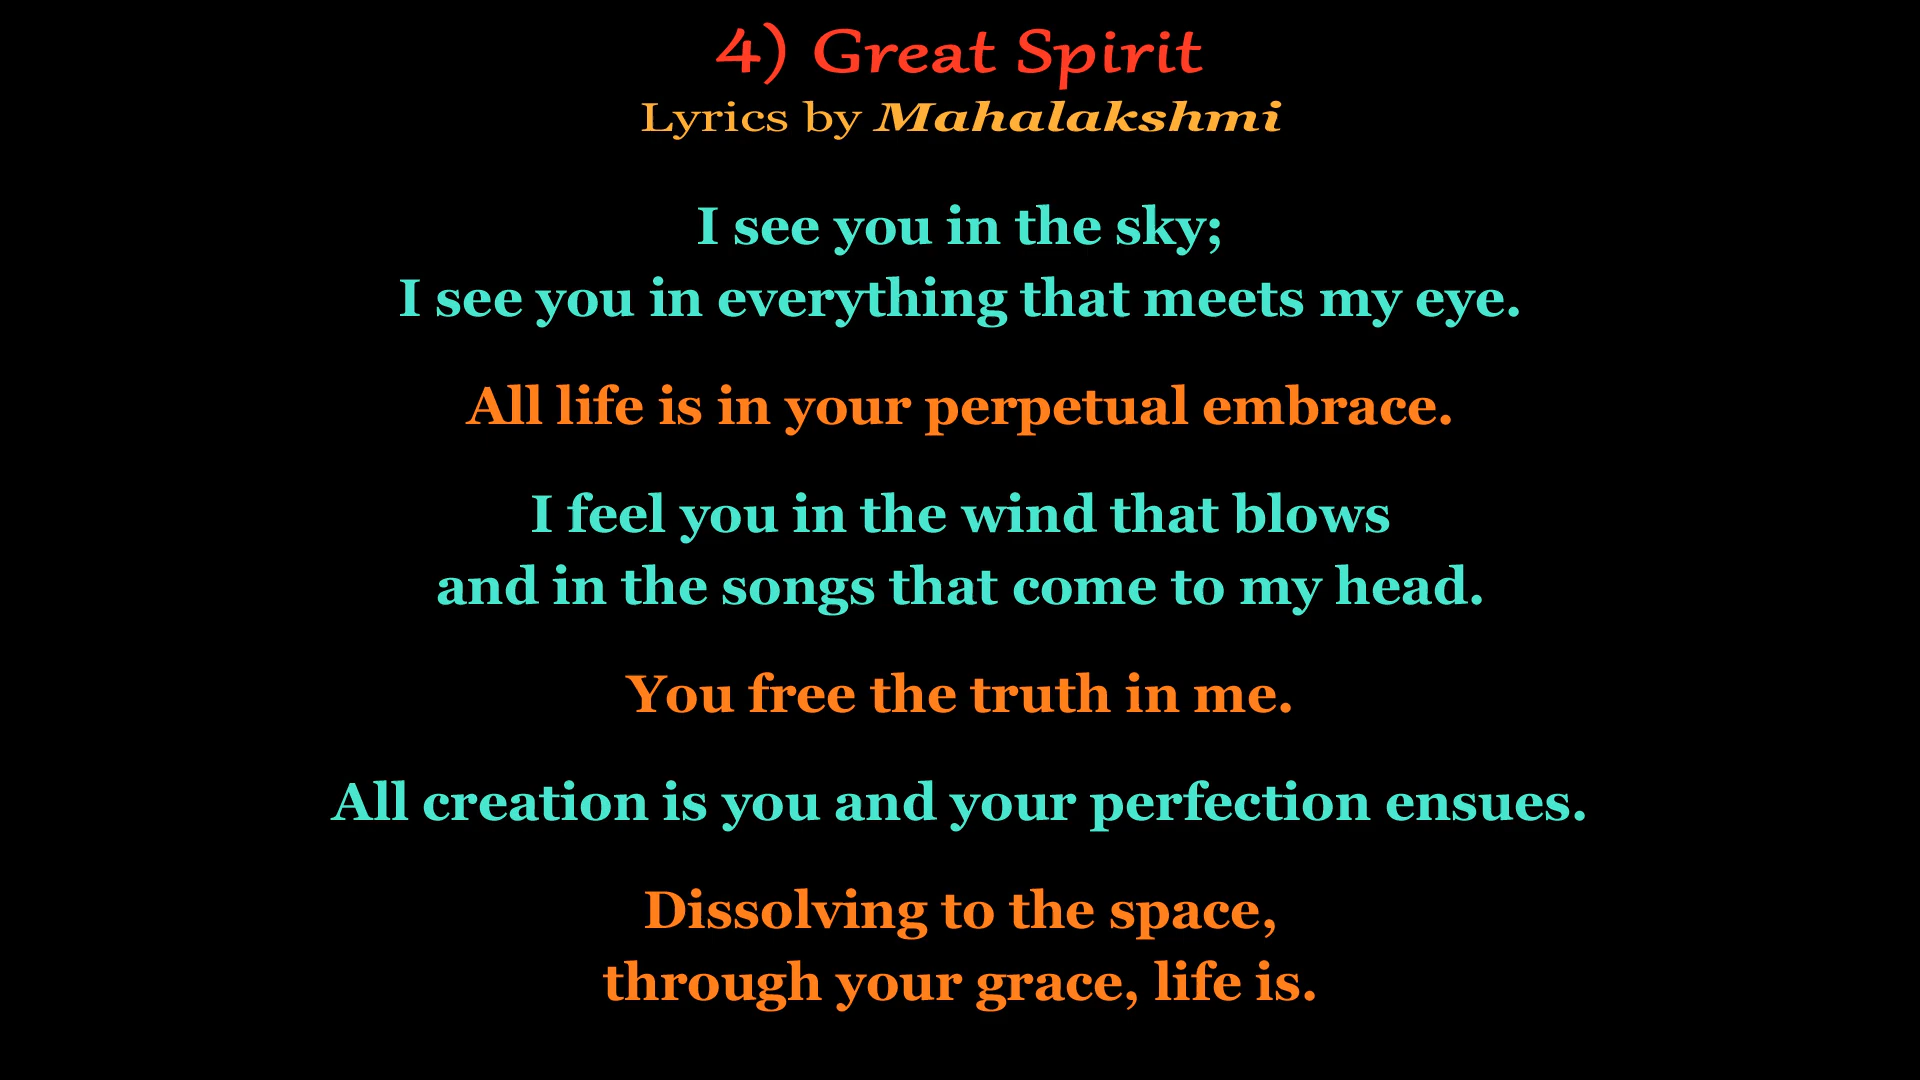 4) Great Spirit
Lyrics by Mahalakshmi
I see you in the sky;
I see you in everything that meets my eye.
All life is in your perpetual embrace.
I feel you in the wind that blows
and in the songs that come to my head.
You free the truth in me.
All creation is you and your perfection ensues.
Dissolving to the space,
through your grace, life is.